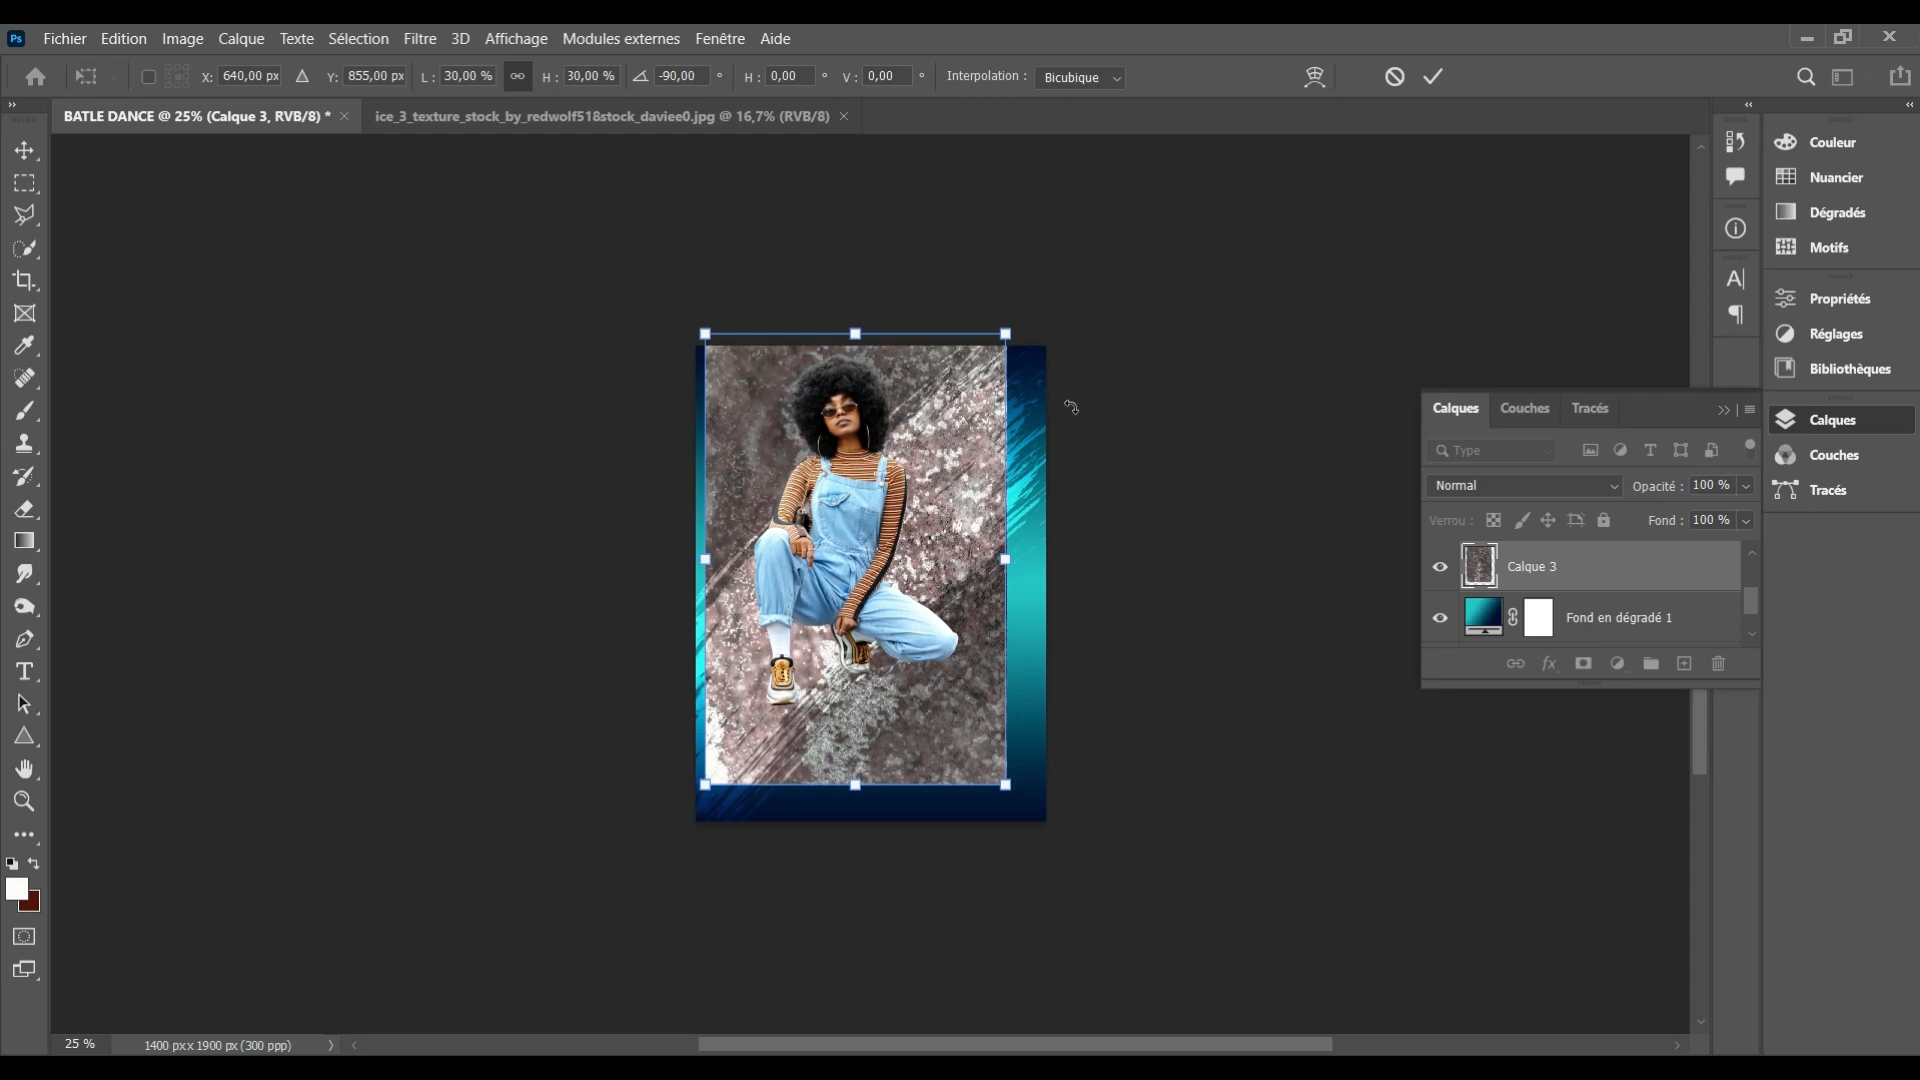 Ps Fichier Edition Image Calque Texte Sélection Filtre 3D Affichage Modules externes Fenêtre Aide
X: 640,00 px Y: 855,00 px L : 30,00 % H : 30,00 % -90,00 ° H : 0,00 ° V : 0,00 ° Interpolation : Bicubique
BATLE DANCE @ 25% (Calque 3, RVB/8) * ice_3_texture_stock_by_redwolf518stock_daviee0.jpg @ 16,7% (RVB/8)
Couleur
Nuancier
Dégradés
Motifs
Propriétés
Réglages
Bibliothèques
Calques
Couches
Tracés
Calques Couches Tracés
Type
Normal Opacité : 100 %
Verrou : Fond : 100 %
Calque 3
Fond en dégradé 1
fx
25 % 1400 px x 1900 px (300 ppp)